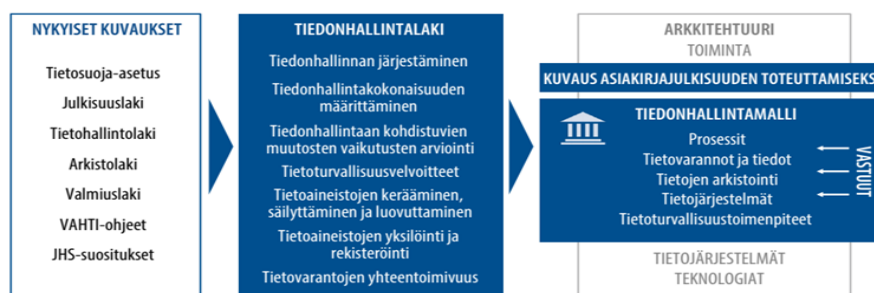 NYKYISET KUVAUKSET
Tietosuoja-asetus
Julkisuuslaki
Tietohallintolaki
Arkistolaki
Valmiuslaki
VAHTI-ohjeet
JHS-suositukset
TIEDONHALLINTALAKI
Tiedonhallinnan järjestäminen
Tiedonhallintakokonaisuuden
määrittäminen
Tiedonhallintaan kohdistuvien
muutosten vaikutusten arviointi
Tietoturvallisuusvelvoitteet
Tietoaineistojen kerääminen,
säilyttäminen ja luovuttaminen
Tietoaineistojen yksilöinti ja
rekisteröinti
Tietovarantojen yhteentoimivuus
ARKKITEHTUURI
TOIMINTA
KUVAUS ASIAKIRJAJULKISUUDEN TOTEUTTAMISEKS
TIEDONHALLINTAMALLI
Prosessit
Tietovarannot ja tiedot
Tietojen arkistointi
Tietojärjestelmät
Tietoturvallisuustoimenpiteet
VASTUUT
TIETOJÄRJESTELMÄT
TEKNOLOGIAT